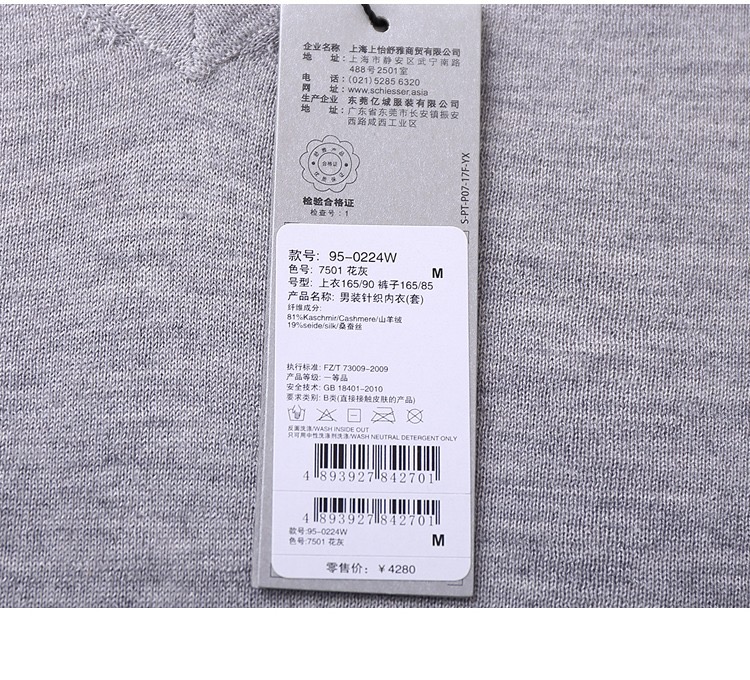 企业名称 上海上怡舒雅商贸有限公司
地 址：上海市静安区武宁南路
488号2501室
电 话：(021) 5285 6320
网 址：www.schiesser.asia
生产企业 东莞亿城服装有限公司
地 址：广东省东莞市长安镇振安
西路咸西工业区
合格证
检验合格证
检查号：1
S-PT-P07-17F-YX
款号: 95-0224W
色号: 7501 花灰 M
号型: 上衣165/90 裤子165/85
产品名称: 男装针织内衣(套)
纤维成分:
81%Kaschmir/Cashmere/山羊绒
19%seide/silk/桑蚕丝
执行标准: FZ/T 73009-2009
产品等级: 一等品
安全技术: GB 18401-2010
要求类别: B类(直接接触皮肤的产品)
反面洗涤/WASH INSIDE OUT
只可用中性洗涤剂洗涤/WASH NEUTRAL DETERGENT ONLY
4 893927 842701
4 893927 842701
款号:95-0224W
色号:7501 花灰 M
零售价: ￥4280